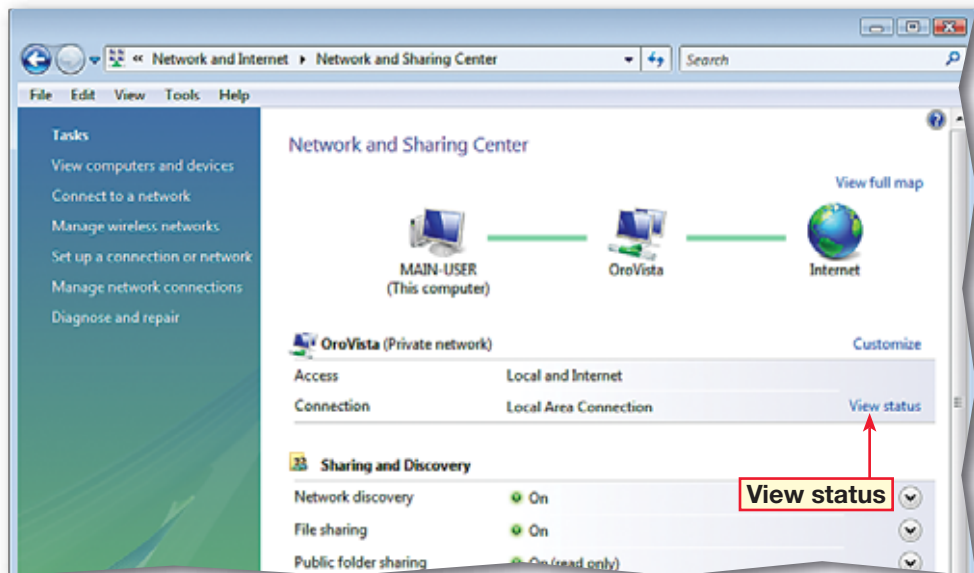 « Network and Internet ▸ Network and Sharing Center
Search
File Edit View Tools Help
Tasks
View computers and devices
Connect to a network
Manage wireless networks
Set up a connection or network
Manage network connections
Diagnose and repair
Network and Sharing Center
View full map
MAIN-USER
(This computer)
OroVista
Internet
OroVista (Private network)
Customize
Access Local and Internet
Connection Local Area Connection View status
Sharing and Discovery
Network discovery On
View status
File sharing On
Public folder sharing On (read only)